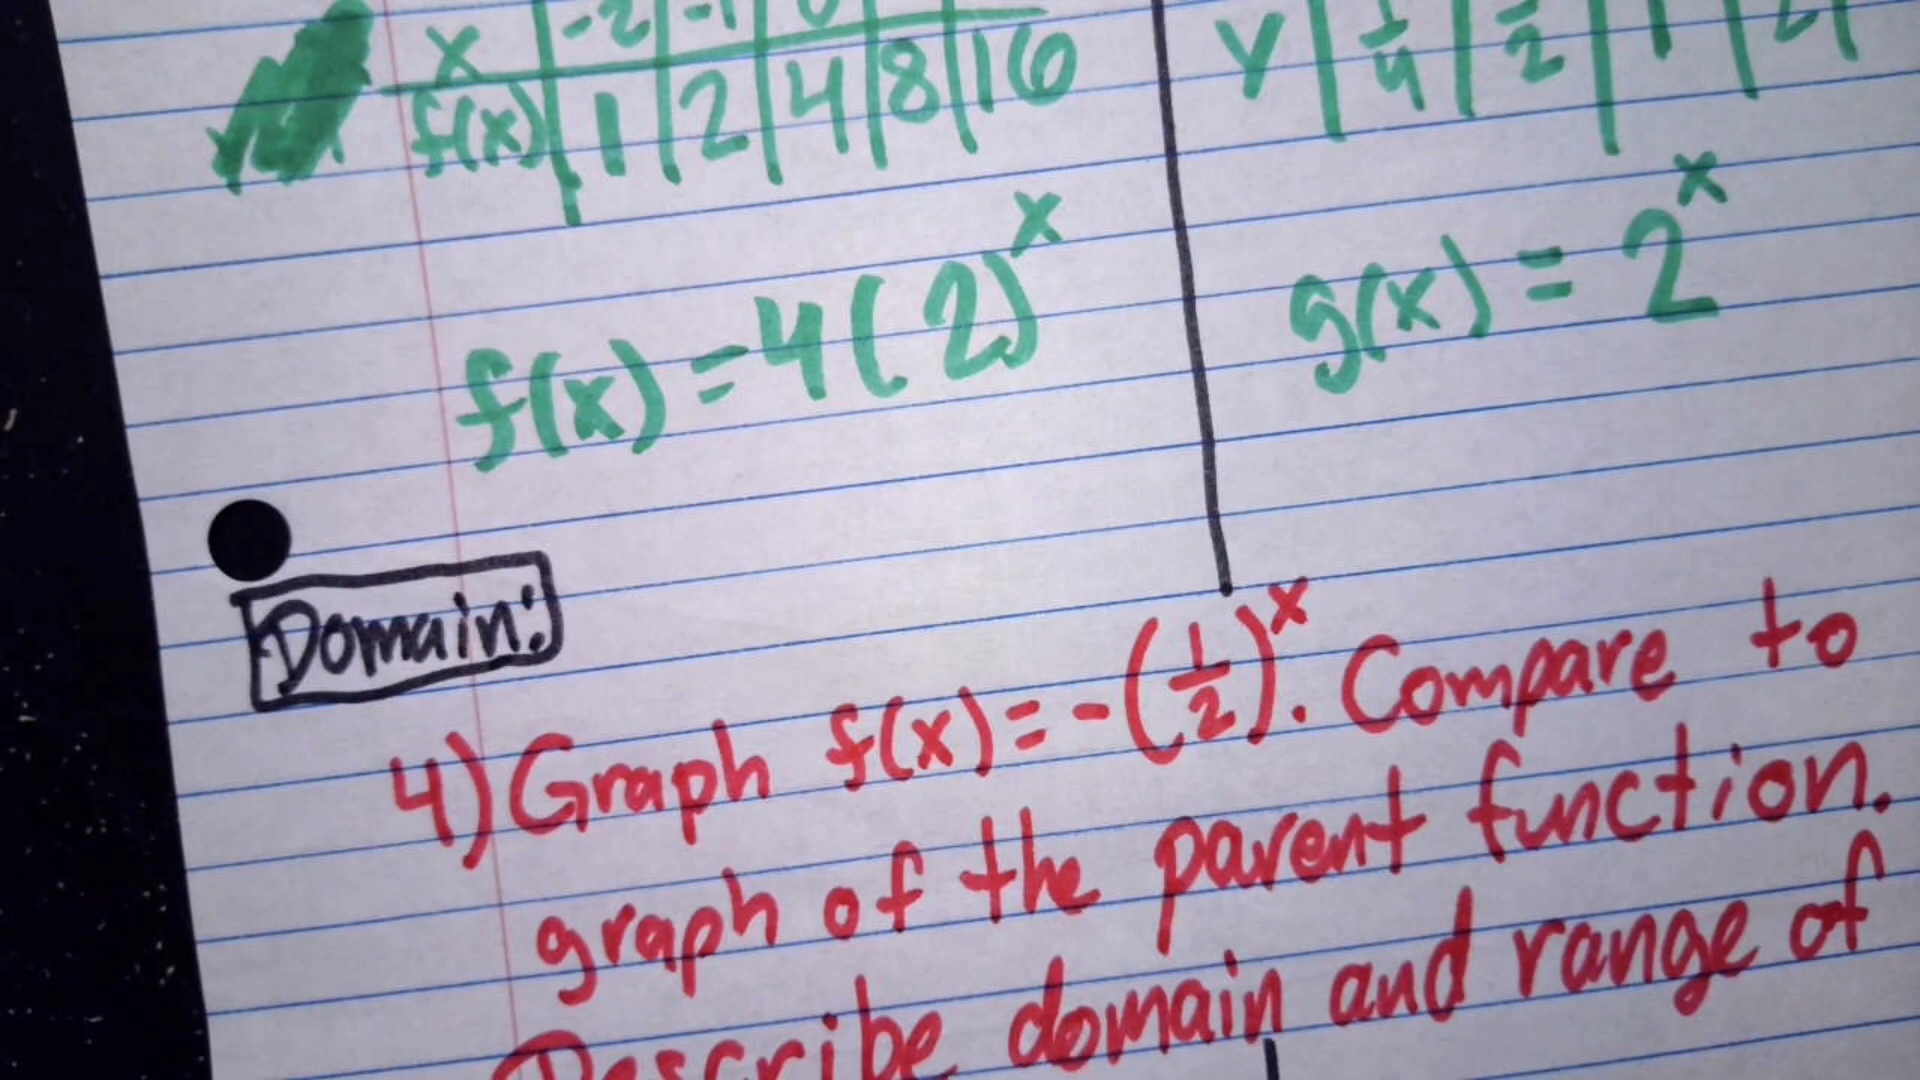 x | -2 | -1 | 0
f(x) | 1 | 2 | 4 | 8 | 16
y | 1/4 | 1/2 | 1 | 2
f(x) = 4(2)^x
g(x) = 2^x
Domain:
4) Graph f(x) = -(1/2)^x. Compare to
graph of the parent function.
Describe domain and range of